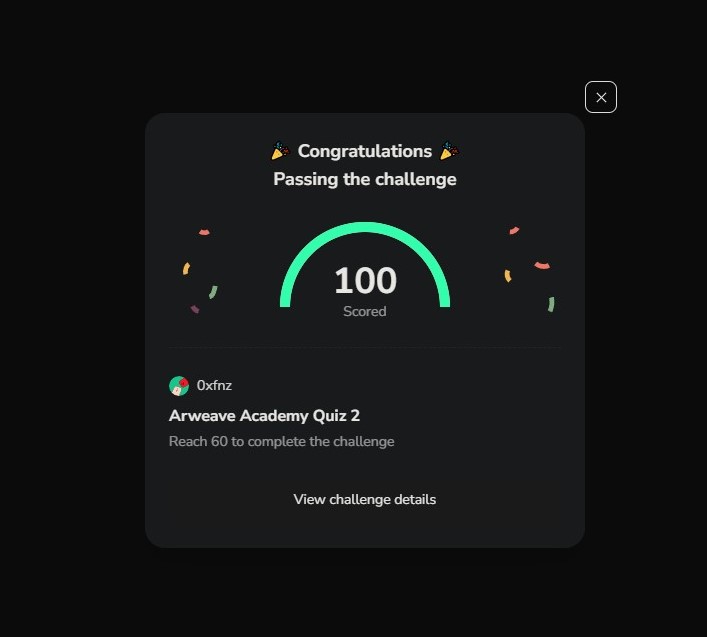 Congratulations
Passing the challenge
100
Scored
0xfnz
Arweave Academy Quiz 2
Reach 60 to complete the challenge
View challenge details